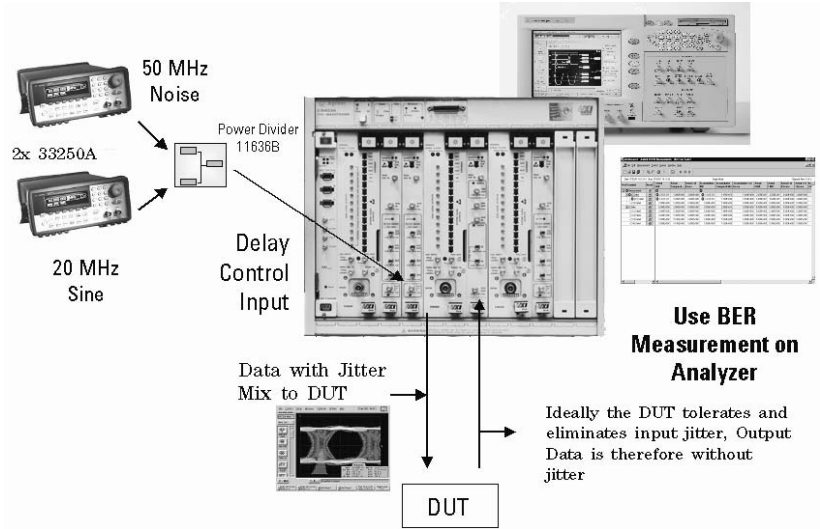 50 MHz
Noise
2x 33250A
Power Divider
11636B
20 MHz
Sine
Delay
Control
Input
Use BER
Measurement on
Analyzer
Data with Jitter
Mix to DUT
Ideally the DUT tolerates and
eliminates input jitter, Output
Data is therefore without
jitter
DUT